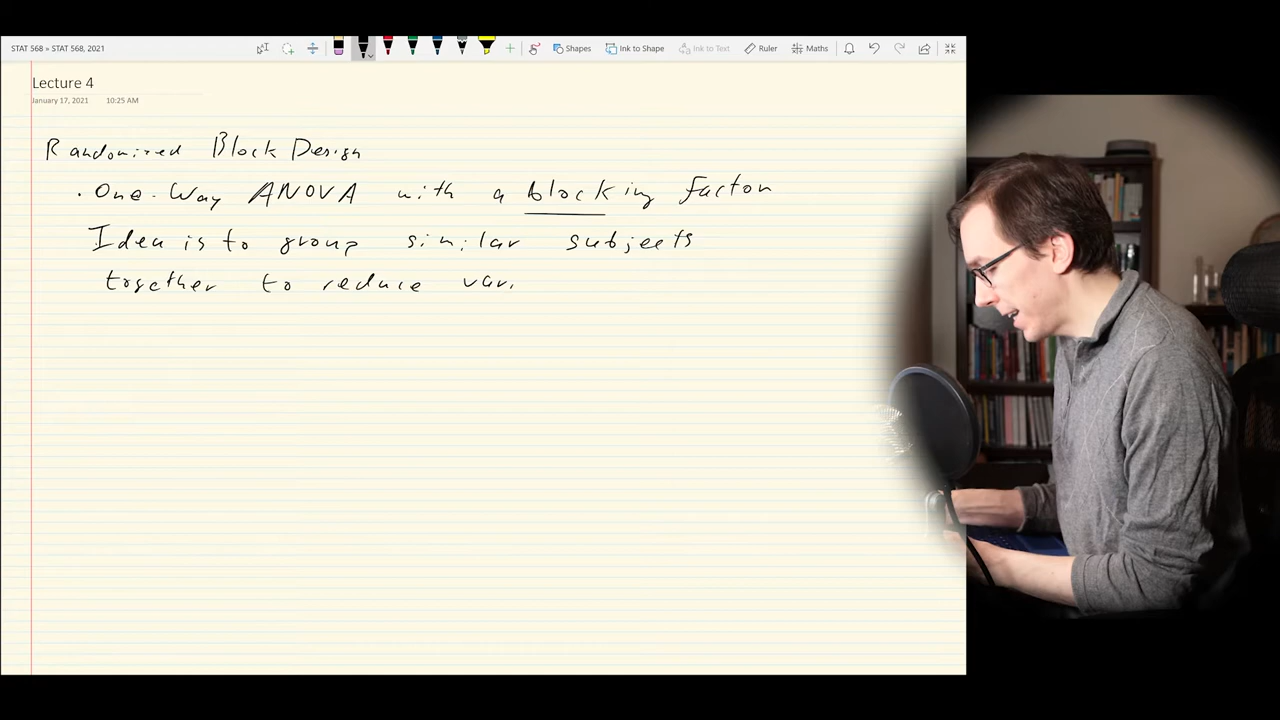 STAT 568 » STAT 568, 2021
Shapes
Ink to Shape
Ink to Text
Ruler
Maths
Lecture 4
January 17, 2021 10:25 AM
Randomized Block Design
· One-Way ANOVA with a blocking factor
Idea is to group similar subjects
together to reduce var.